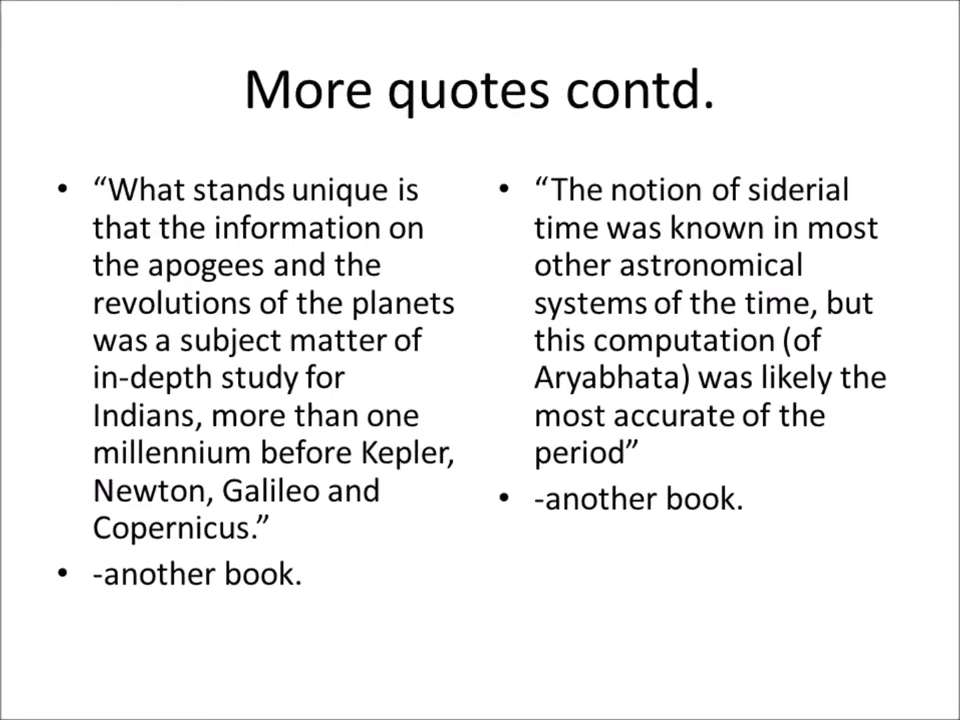 More quotes contd.
• “What stands unique is
that the information on
the apogees and the
revolutions of the planets
was a subject matter of
in-depth study for
Indians, more than one
millennium before Kepler,
Newton, Galileo and
Copernicus.”
• -another book.
• “The notion of siderial
time was known in most
other astronomical
systems of the time, but
this computation (of
Aryabhata) was likely the
most accurate of the
period”
• -another book.